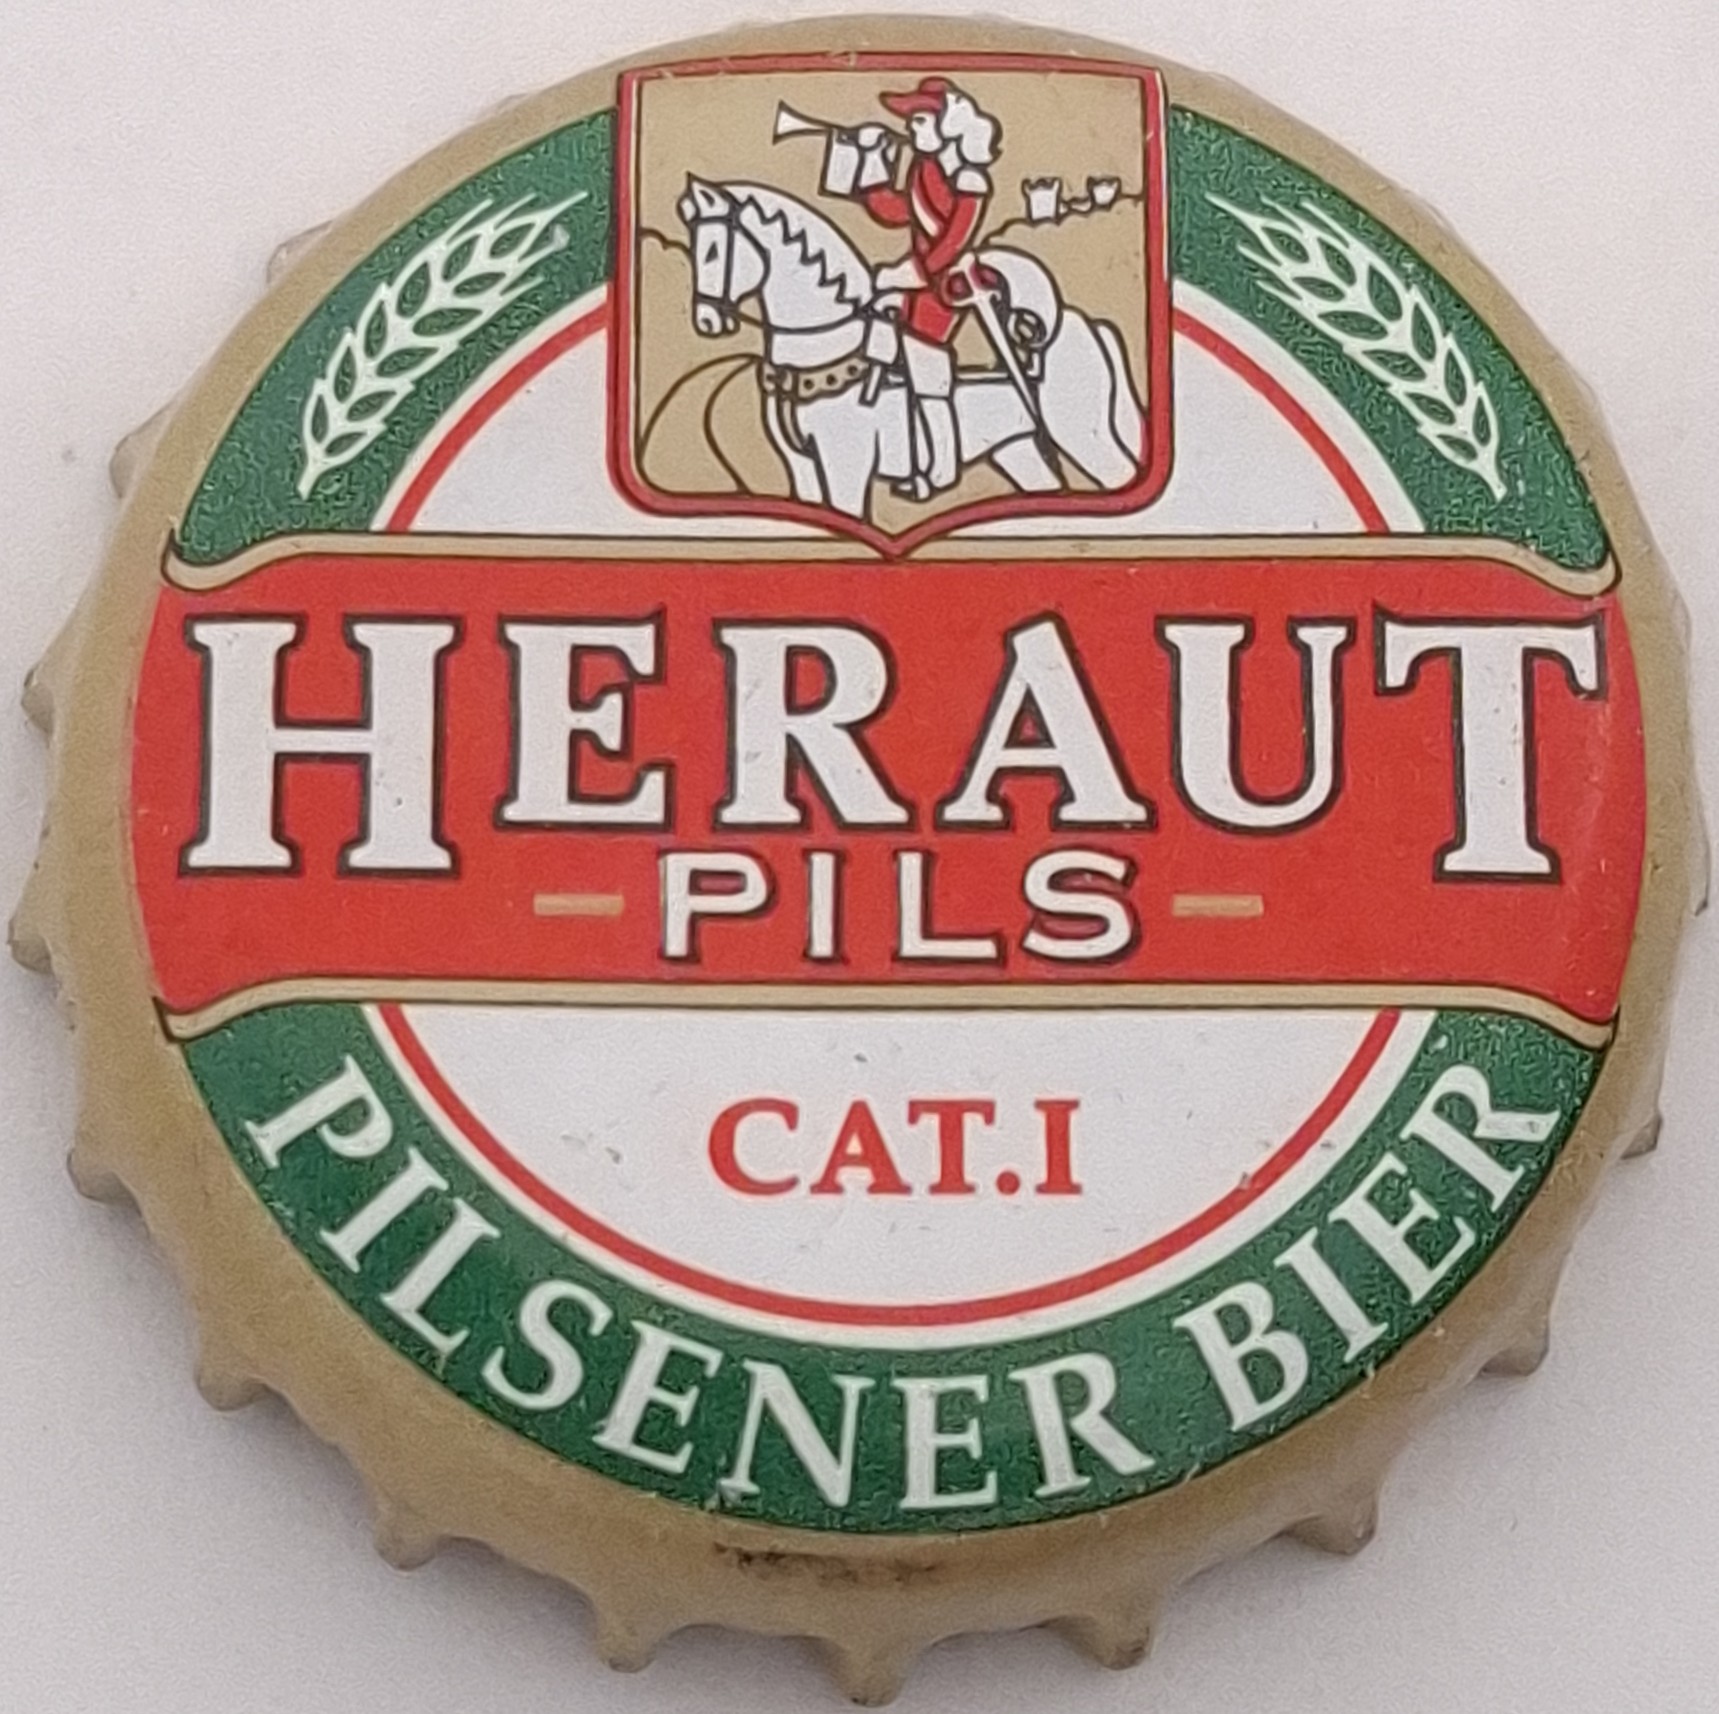 HERAUT
-PILS-
CAT.I
PILSENER BIER